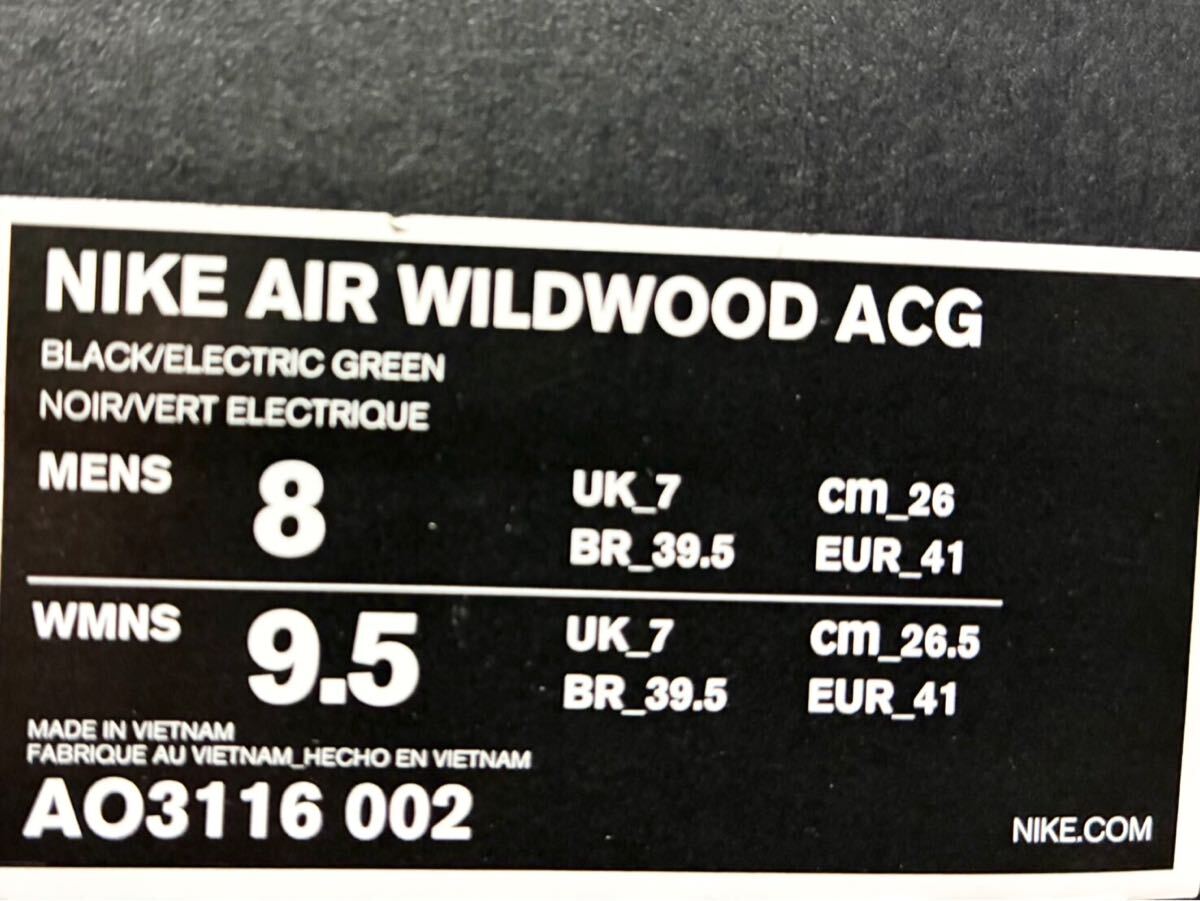 NIKE AIR WILDWOOD ACG
BLACK/ELECTRIC GREEN
NOIR/VERT ELECTRIQUE
MENS 8 UK_7 cm_26
BR_39.5 EUR_41
WMNS 9.5 UK_7 cm_26.5
BR_39.5 EUR_41
MADE IN VIETNAM
FABRIQUE AU VIETNAM_HECHO EN VIETNAM
AO3116 002
NIKE.COM